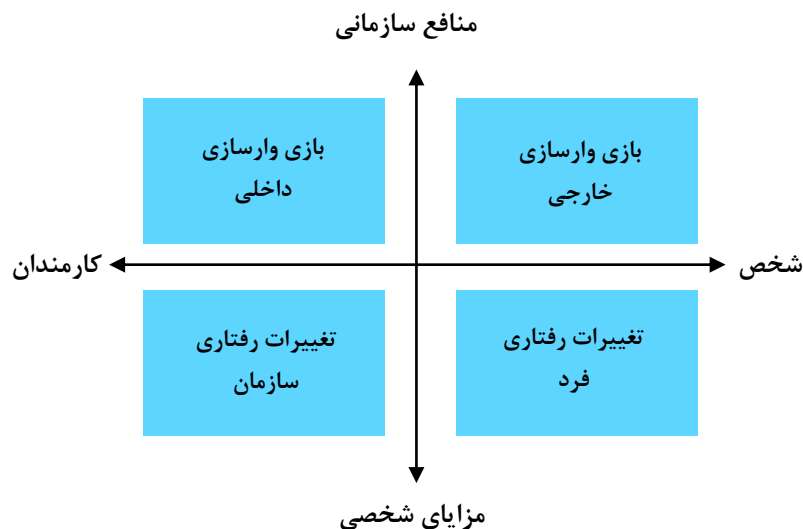 منافع سازمانی
بازی وارسازی
خارجی
بازی وارسازی
داخلی
شخص
کارمندان
تغییرات رفتاری
فرد
تغییرات رفتاری
سازمان
مزایای شخصی